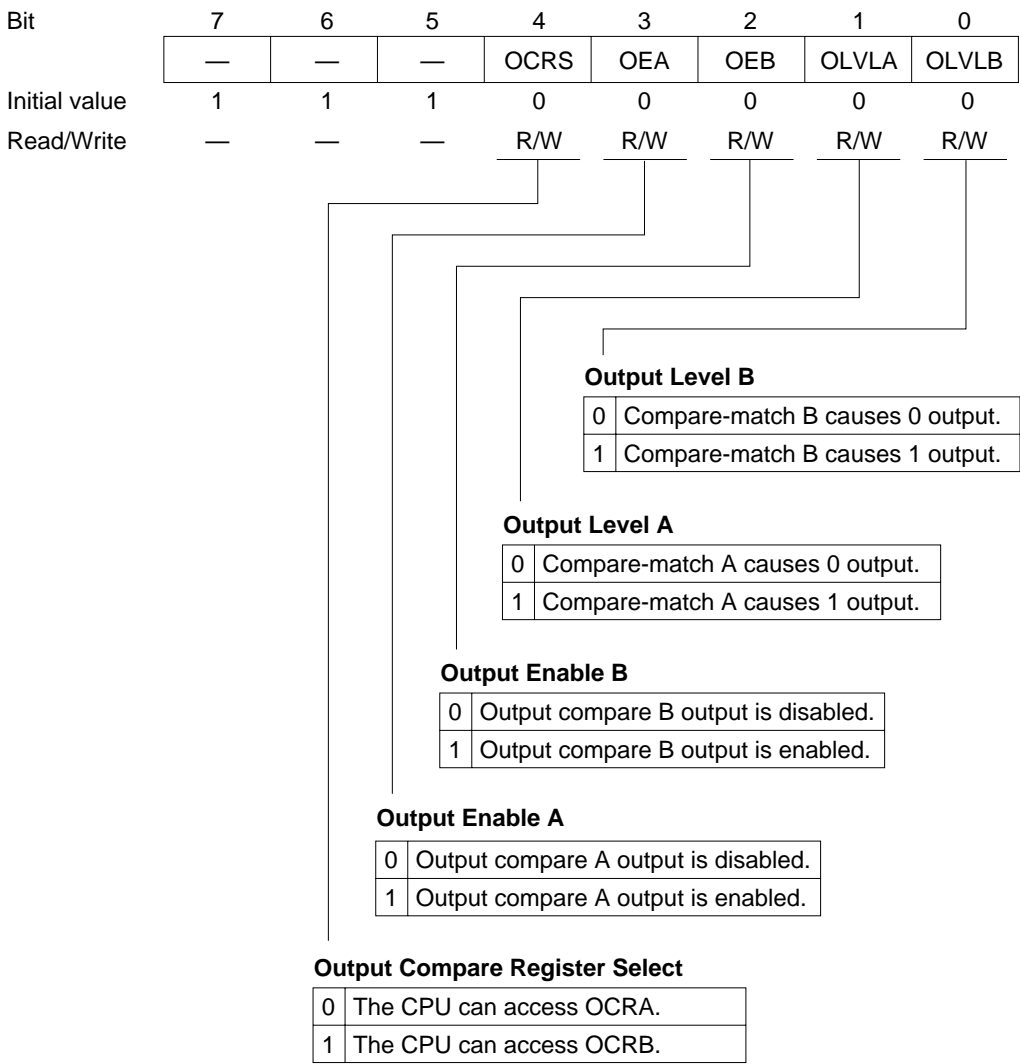 Bit 7 6 5 4 3 2 1 0
— — — OCRS OEA OEB OLVLA OLVLB
Initial value 1 1 1 0 0 0 0 0
Read/Write — — — R/W R/W R/W R/W R/W
Output Level B
0 Compare-match B causes 0 output.
1 Compare-match B causes 1 output.
Output Level A
0 Compare-match A causes 0 output.
1 Compare-match A causes 1 output.
Output Enable B
0 Output compare B output is disabled.
1 Output compare B output is enabled.
Output Enable A
0 Output compare A output is disabled.
1 Output compare A output is enabled.
Output Compare Register Select
0 The CPU can access OCRA.
1 The CPU can access OCRB.